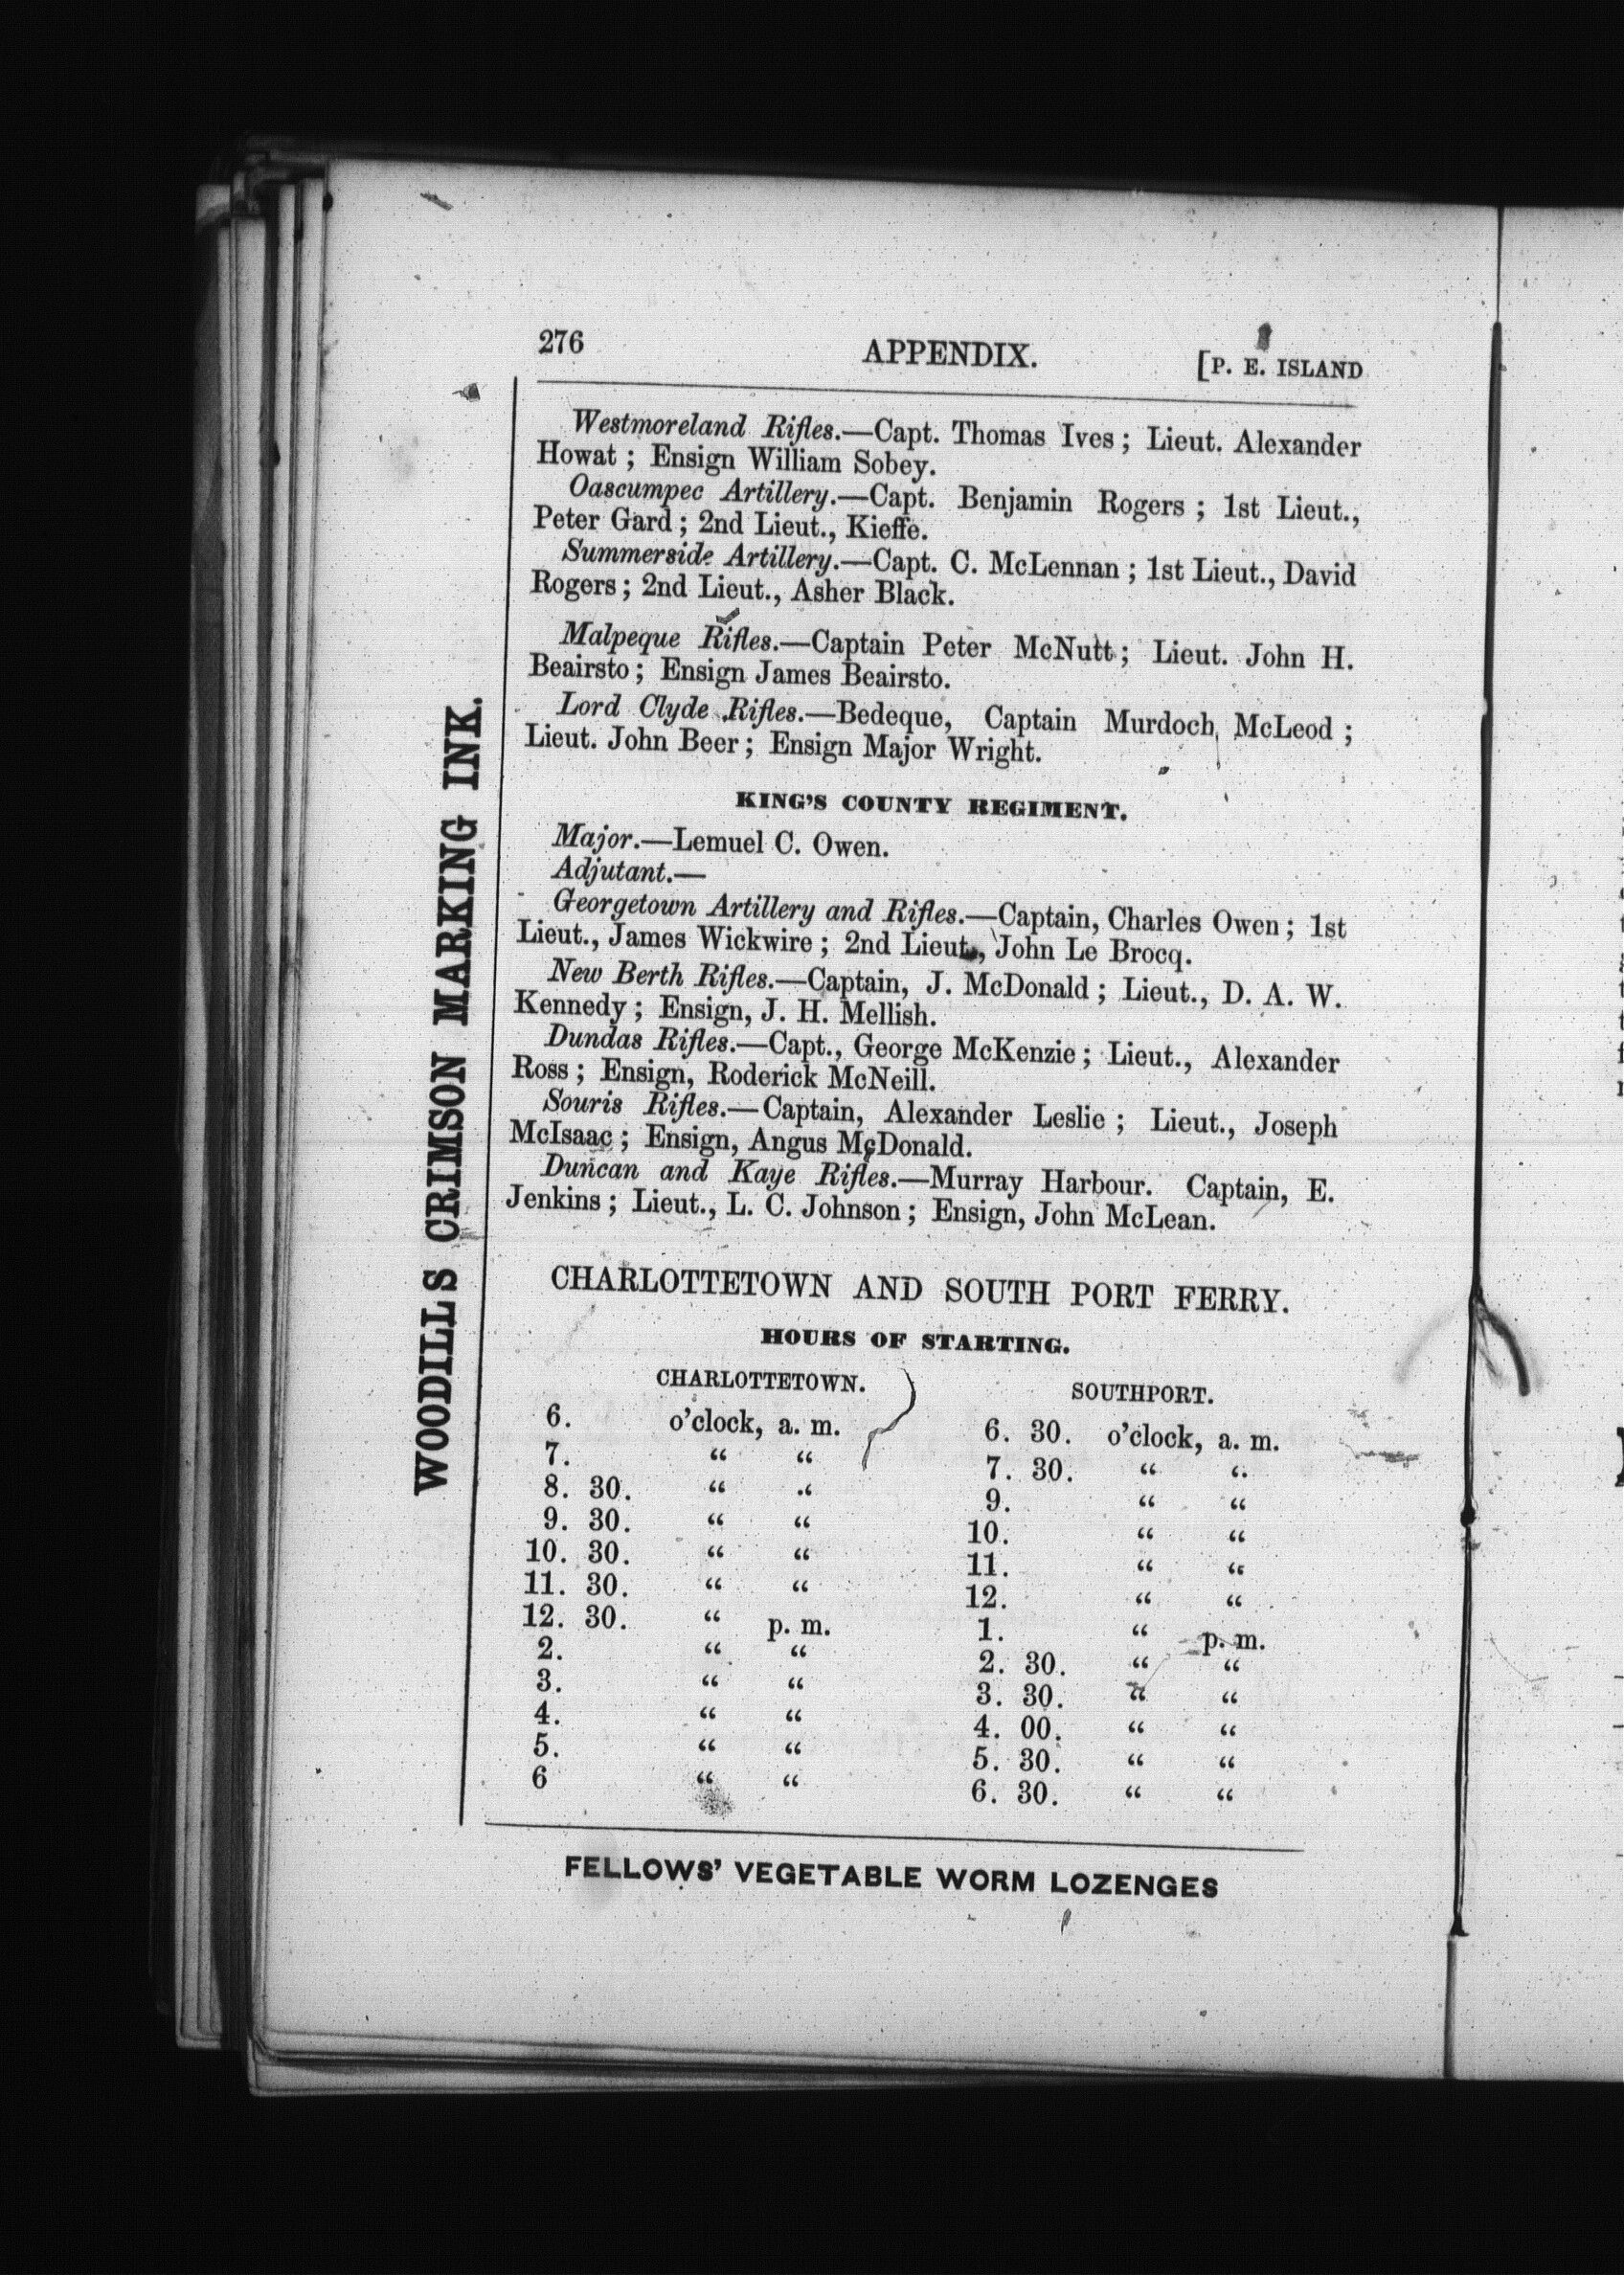 276 APPENDIX. [P. E. ISLAND
Westmoreland Rifles.—Capt. Thomas Ives; Lieut. Alexander
Howat; Ensign William Sobey.
Oascumpec Artillery.—Capt. Benjamin Rogers; 1st Lieut.,
Peter Gard; 2nd Lieut., Kieffe.
Summerside Artillery.—Capt. C. McLennan; 1st Lieut., David
Rogers; 2nd Lieut., Asher Black.
Malpeque Rifles.—Captain Peter McNutt; Lieut. John H.
Beairsto; Ensign James Beairsto.
Lord Clyde Rifles.—Bedeque, Captain Murdoch McLeod;
Lieut. John Beer; Ensign Major Wright.
KING'S COUNTY REGIMENT.
Major.—Lemuel C. Owen.
Adjutant.—
Georgetown Artillery and Rifles.—Captain, Charles Owen; 1st
Lieut., James Wickwire; 2nd Lieut., John Le Brocq.
New Berth Rifles.—Captain, J. McDonald; Lieut., D. A. W.
Kennedy; Ensign, J. H. Mellish.
Dundas Rifles.—Capt., George McKenzie; Lieut., Alexander
Ross; Ensign, Roderick McNeill.
Souris Rifles.—Captain, Alexander Leslie; Lieut., Joseph
McIsaac; Ensign, Angus McDonald.
Duncan and Kaye Rifles.—Murray Harbour. Captain, E.
Jenkins; Lieut., L. C. Johnson; Ensign, John McLean.
CHARLOTTETOWN AND SOUTH PORT FERRY.
HOURS OF STARTING.
CHARLOTTETOWN. SOUTHPORT.
6. o'clock, a. m. 6. 30. o'clock, a. m.
7. “ “ 7. 30. “ “
8. 30. “ “ 9. “ “
9. 30. “ “ 10. “ “
10. 30. “ “ 11. “ “
11. 30. “ “ 12. “ “
12. 30. “ p. m. 1. “ p. m.
2. “ “ 2. 30. “ “
3. “ “ 3. 30. “ “
4. “ “ 4. 00. “ “
5. “ “ 5. 30. “ “
6 “ “ 6. 30. “ “
FELLOWS' VEGETABLE WORM LOZENGES
WOODILL'S CRIMSON MARKING INK.